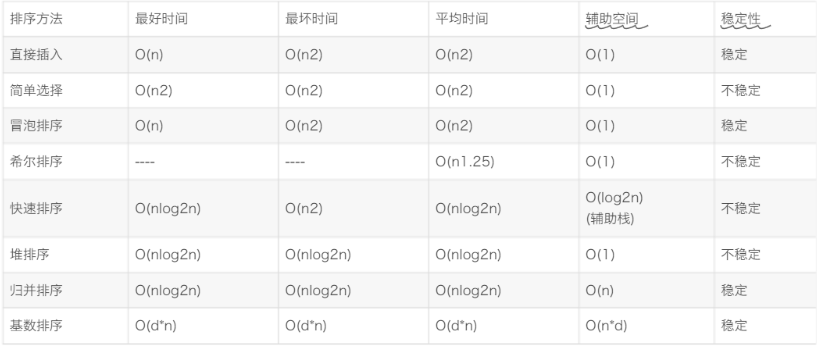 排序方法 最好时间 最坏时间 平均时间 辅助空间 稳定性
直接插入 O(n) O(n2) O(n2) O(1) 稳定
简单选择 O(n2) O(n2) O(n2) O(1) 不稳定
冒泡排序 O(n) O(n2) O(n2) O(1) 稳定
希尔排序 ---- ---- O(n1.25) O(1) 不稳定
快速排序 O(nlog2n) O(n2) O(nlog2n) O(log2n) (辅助栈) 不稳定
堆排序 O(nlog2n) O(nlog2n) O(nlog2n) O(1) 不稳定
归并排序 O(nlog2n) O(nlog2n) O(nlog2n) O(n) 稳定
基数排序 O(d*n) O(d*n) O(d*n) O(n*d) 稳定